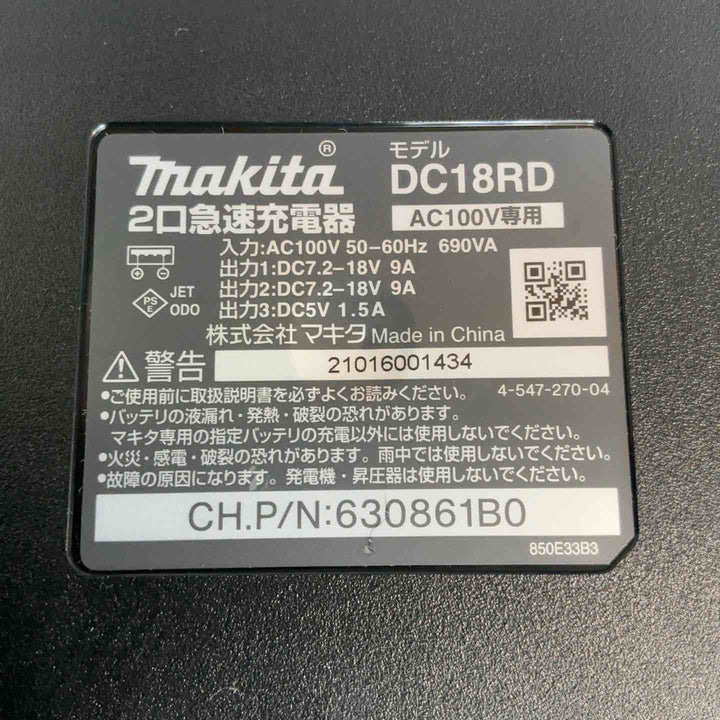 makita®
モデル
DC18RD
2口急速充電器
AC100V専用
入力:AC100V 50-60Hz 690VA
出力1:DC7.2-18V 9A
出力2:DC7.2-18V 9A
出力3:DC5V 1.5A
PS
E
JET
ODO
株式会社マキタ Made in China
⚠警告 21016001434
•ご使用前に取扱説明書を必ずよくお読みください。 4-547-270-04
•バッテリの液漏れ・発熱・破裂の恐れがあります。
マキタ専用の指定バッテリの充電以外には使用しないでください。
•火災・感電・破裂の恐れがあります。雨中では使用しないでください。
•故障の原因になります。発電機・昇圧器は使用しないでください。
CH.P/N:630861B0
850E33B3